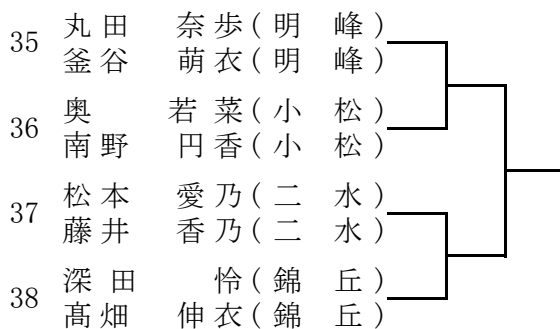 35 丸田 奈歩(明 峰)
釜谷 萌衣(明 峰)
36 奥 若菜(小 松)
南野 円香(小 松)
37 松本 愛乃(二 水)
藤井 香乃(二 水)
38 深田 怜(錦 丘)
髙畑 伸衣(錦 丘)